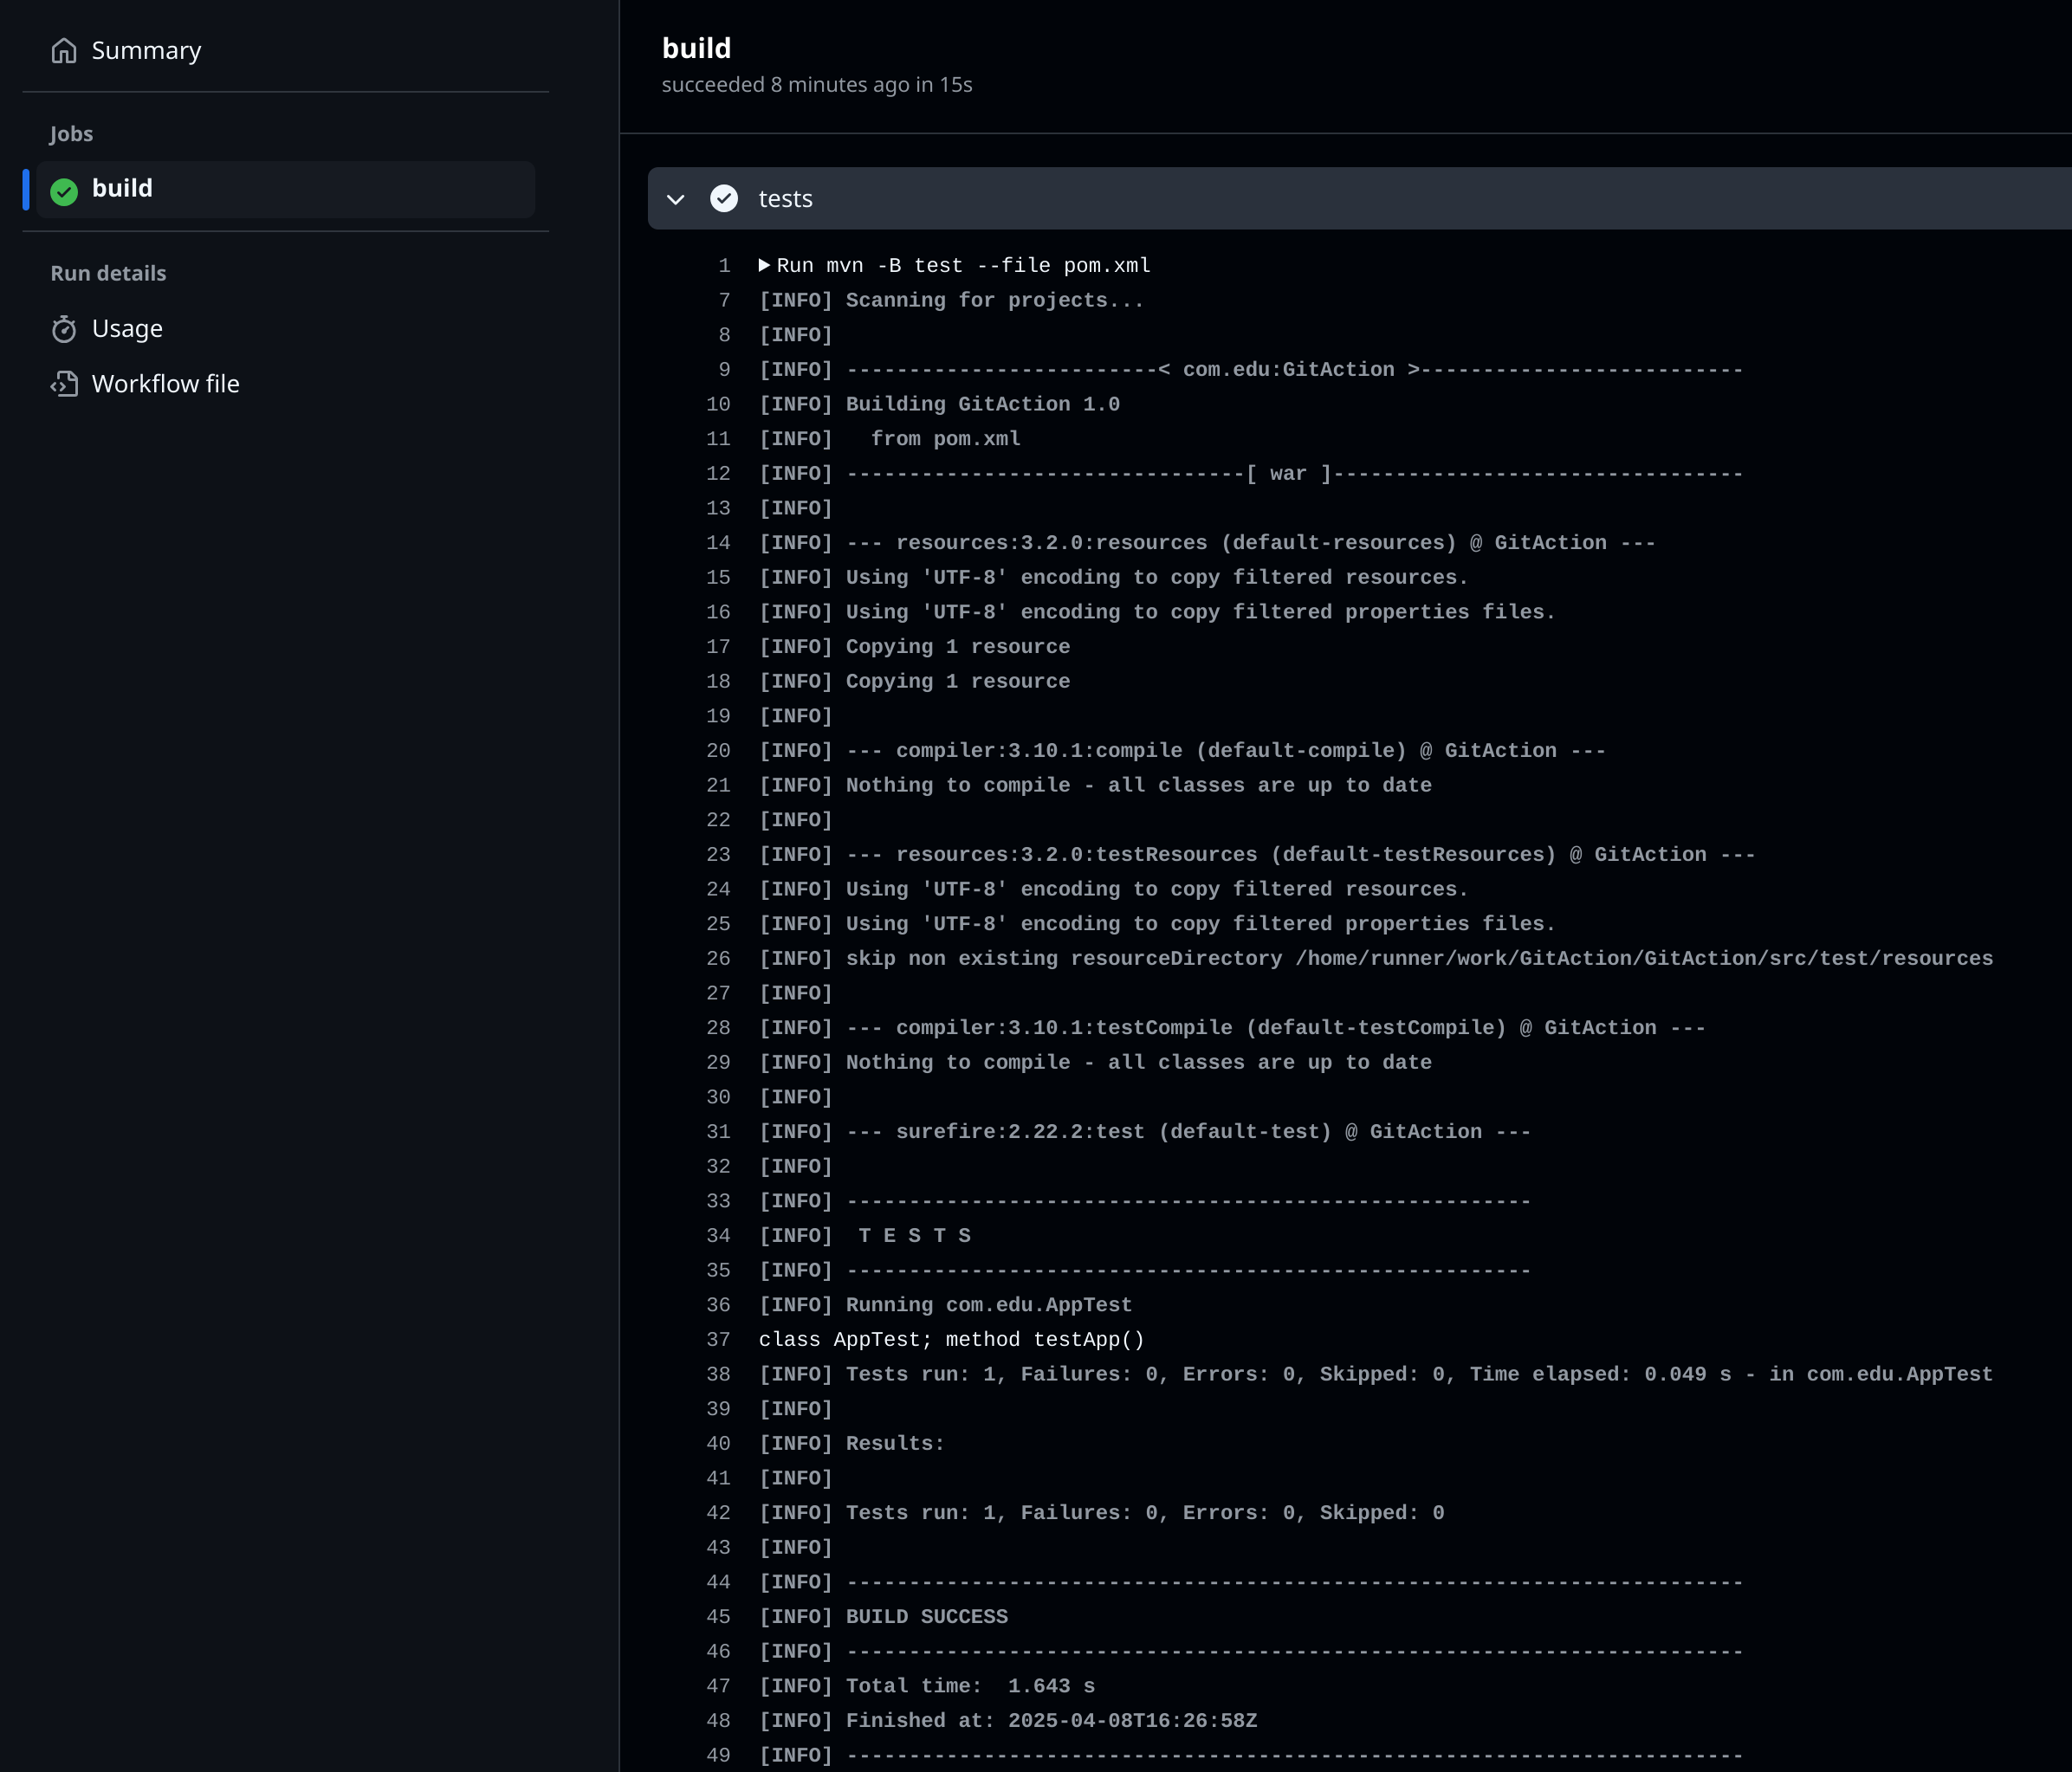 Summary
Jobs
build
Run details
Usage
Workflow file
build
succeeded 8 minutes ago in 15s
tests
1 Run mvn -B test --file pom.xml
7 [INFO] Scanning for projects...
8 [INFO]
9 [INFO] -------------------------< com.edu:GitAction >--------------------------
10 [INFO] Building GitAction 1.0
11 [INFO]   from pom.xml
12 [INFO] --------------------------------[ war ]---------------------------------
13 [INFO]
14 [INFO] --- resources:3.2.0:resources (default-resources) @ GitAction ---
15 [INFO] Using 'UTF-8' encoding to copy filtered resources.
16 [INFO] Using 'UTF-8' encoding to copy filtered properties files.
17 [INFO] Copying 1 resource
18 [INFO] Copying 1 resource
19 [INFO]
20 [INFO] --- compiler:3.10.1:compile (default-compile) @ GitAction ---
21 [INFO] Nothing to compile - all classes are up to date
22 [INFO]
23 [INFO] --- resources:3.2.0:testResources (default-testResources) @ GitAction ---
24 [INFO] Using 'UTF-8' encoding to copy filtered resources.
25 [INFO] Using 'UTF-8' encoding to copy filtered properties files.
26 [INFO] skip non existing resourceDirectory /home/runner/work/GitAction/GitAction/src/test/resources
27 [INFO]
28 [INFO] --- compiler:3.10.1:testCompile (default-testCompile) @ GitAction ---
29 [INFO] Nothing to compile - all classes are up to date
30 [INFO]
31 [INFO] --- surefire:2.22.2:test (default-test) @ GitAction ---
32 [INFO]
33 [INFO] -------------------------------------------------------
34 [INFO]  T E S T S
35 [INFO] -------------------------------------------------------
36 [INFO] Running com.edu.AppTest
37 class AppTest; method testApp()
38 [INFO] Tests run: 1, Failures: 0, Errors: 0, Skipped: 0, Time elapsed: 0.049 s - in com.edu.AppTest
39 [INFO]
40 [INFO] Results:
41 [INFO]
42 [INFO] Tests run: 1, Failures: 0, Errors: 0, Skipped: 0
43 [INFO]
44 [INFO] ------------------------------------------------------------------------
45 [INFO] BUILD SUCCESS
46 [INFO] ------------------------------------------------------------------------
47 [INFO] Total time:  1.643 s
48 [INFO] Finished at: 2025-04-08T16:26:58Z
49 [INFO] ------------------------------------------------------------------------